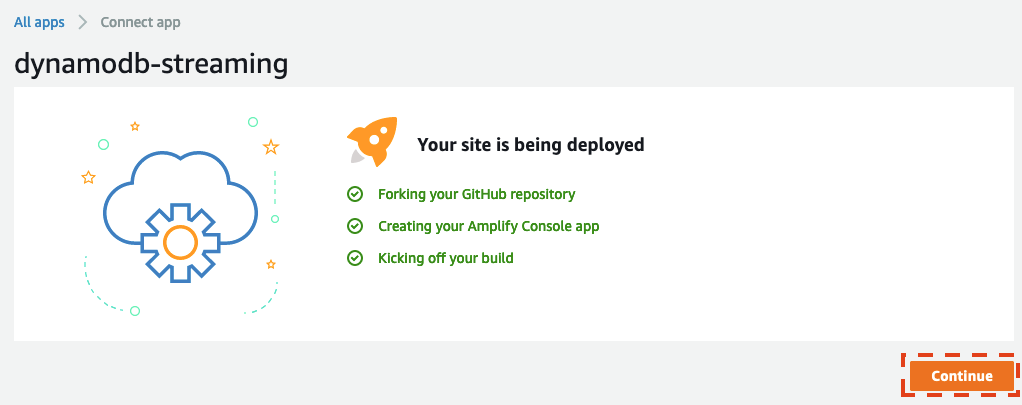 All apps > Connect app
dynamodb-streaming
Your site is being deployed
Forking your GitHub repository
Creating your Amplify Console app
Kicking off your build
Continue